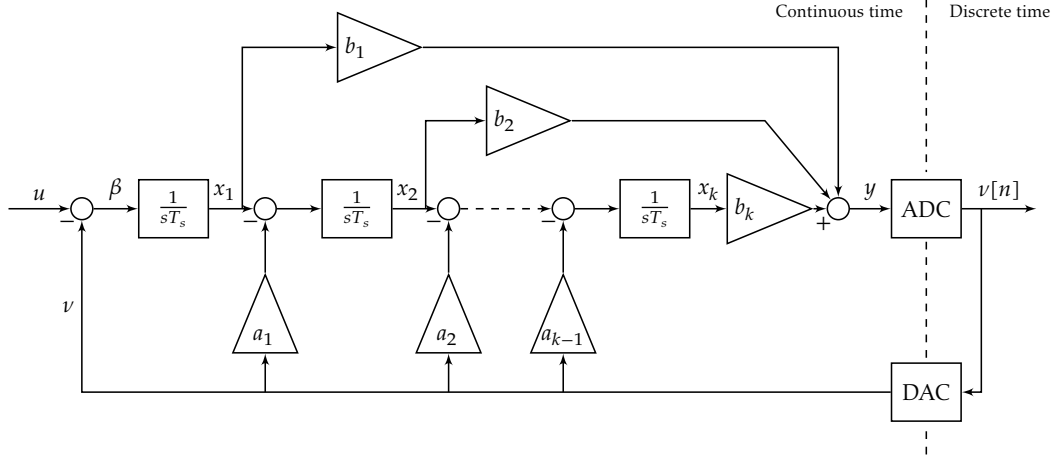 Continuous time
Discrete time
b₁
b₂
u
−
β
1/(sTₛ)
x₁
−
1/(sTₛ)
x₂
−
−
1/(sTₛ)
xₖ
bₖ
+
y
ADC
ν[n]
ν
a₁
a₂
aₖ₋₁
DAC